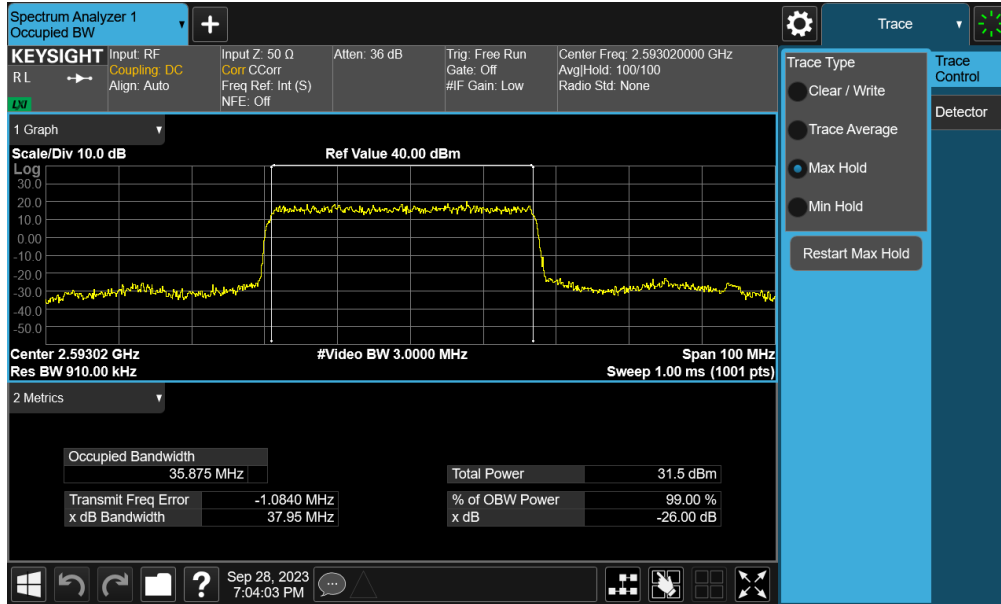 Spectrum Analyzer 1
Occupied BW
Trace
KEYSIGHT
R L
LXI
Input: RF
Coupling: DC
Align: Auto
Input Z: 50 Ω
Corr CCorr
Freq Ref: Int (S)
NFE: Off
Atten: 36 dB
Trig: Free Run
Gate: Off
#IF Gain: Low
Center Freq: 2.593020000 GHz
Avg|Hold: 100/100
Radio Std: None
Trace Type
Clear / Write
Trace Average
Max Hold
Min Hold
Restart Max Hold
Trace
Control
Detector
1 Graph
Scale/Div 10.0 dB
Ref Value 40.00 dBm
Log
30.0
20.0
10.0
0.00
-10.0
-20.0
-30.0
-40.0
-50.0
Center 2.59302 GHz
#Video BW 3.0000 MHz
Span 100 MHz
Res BW 910.00 kHz
Sweep 1.00 ms (1001 pts)
2 Metrics
Occupied Bandwidth
35.875 MHz
Total Power 31.5 dBm
Transmit Freq Error -1.0840 MHz
% of OBW Power 99.00 %
x dB Bandwidth 37.95 MHz
x dB -26.00 dB
?
Sep 28, 2023
7:04:03 PM